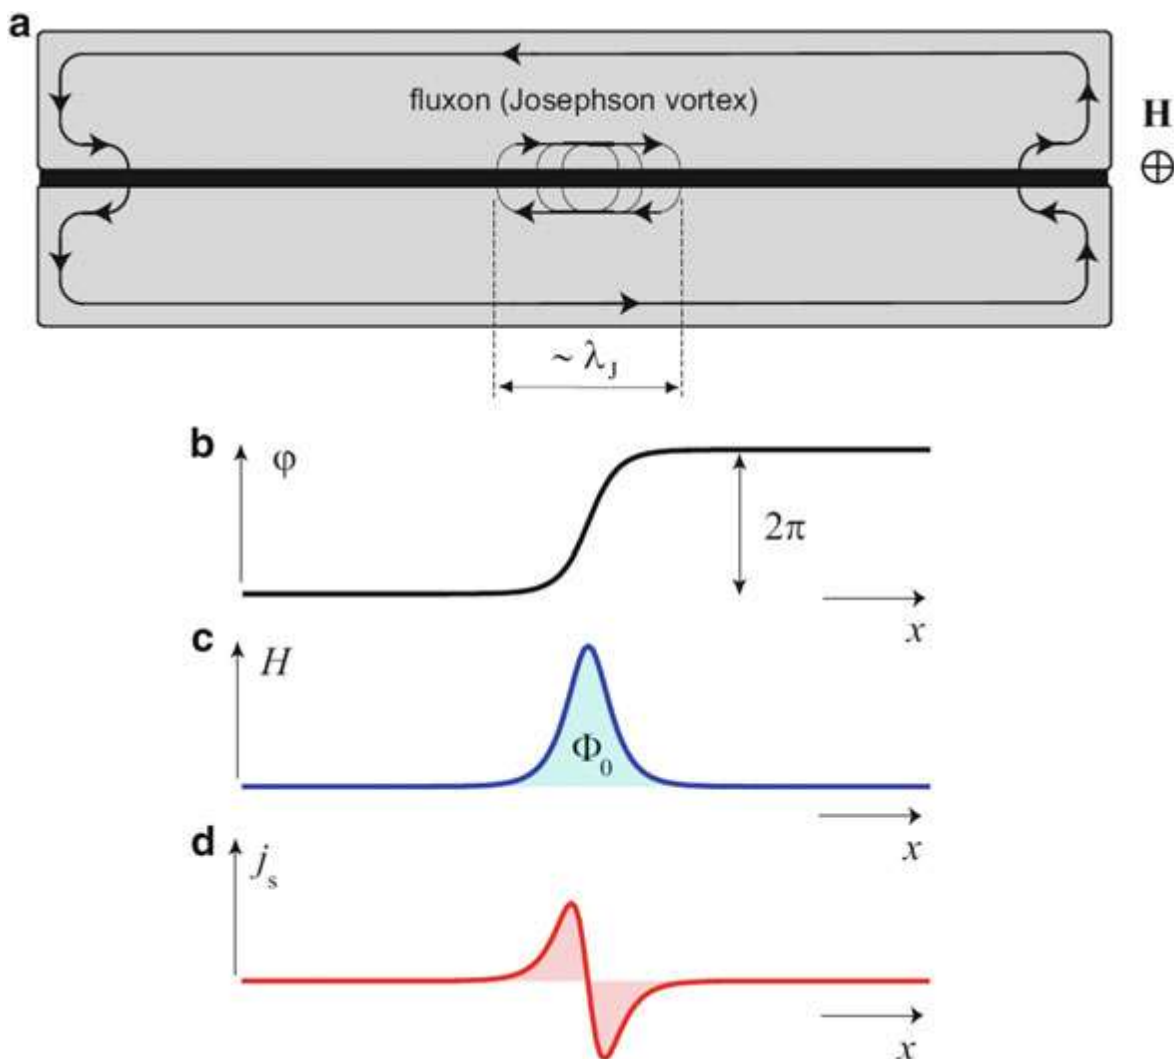 a
fluxon (Josephson vortex)
H
⊕
~ λJ
b
φ
2π
x
c
H
Φ0
x
d
js
x